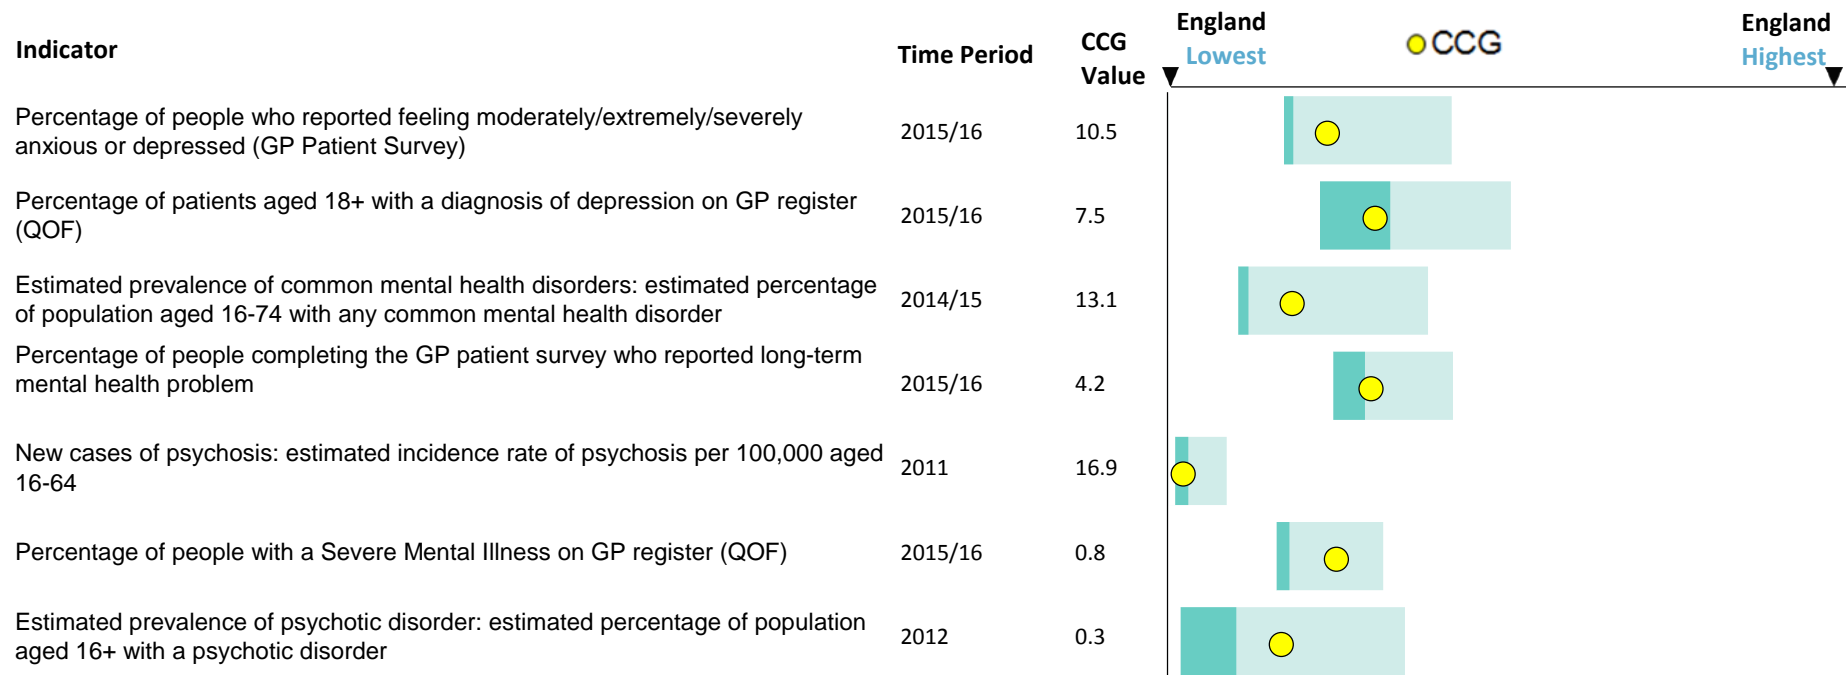 Indicator
Time Period
CCG
Value
England
Lowest
CCG
England
Highest
Percentage of people who reported feeling moderately/extremely/severely
anxious or depressed (GP Patient Survey)
2015/16
10.5
Percentage of patients aged 18+ with a diagnosis of depression on GP register
(QOF)
2015/16
7.5
Estimated prevalence of common mental health disorders: estimated percentage
of population aged 16-74 with any common mental health disorder
2014/15
13.1
Percentage of people completing the GP patient survey who reported long-term
mental health problem
2015/16
4.2
New cases of psychosis: estimated incidence rate of psychosis per 100,000 aged
16-64
2011
16.9
Percentage of people with a Severe Mental Illness on GP register (QOF)
2015/16
0.8
Estimated prevalence of psychotic disorder: estimated percentage of population
aged 16+ with a psychotic disorder
2012
0.3